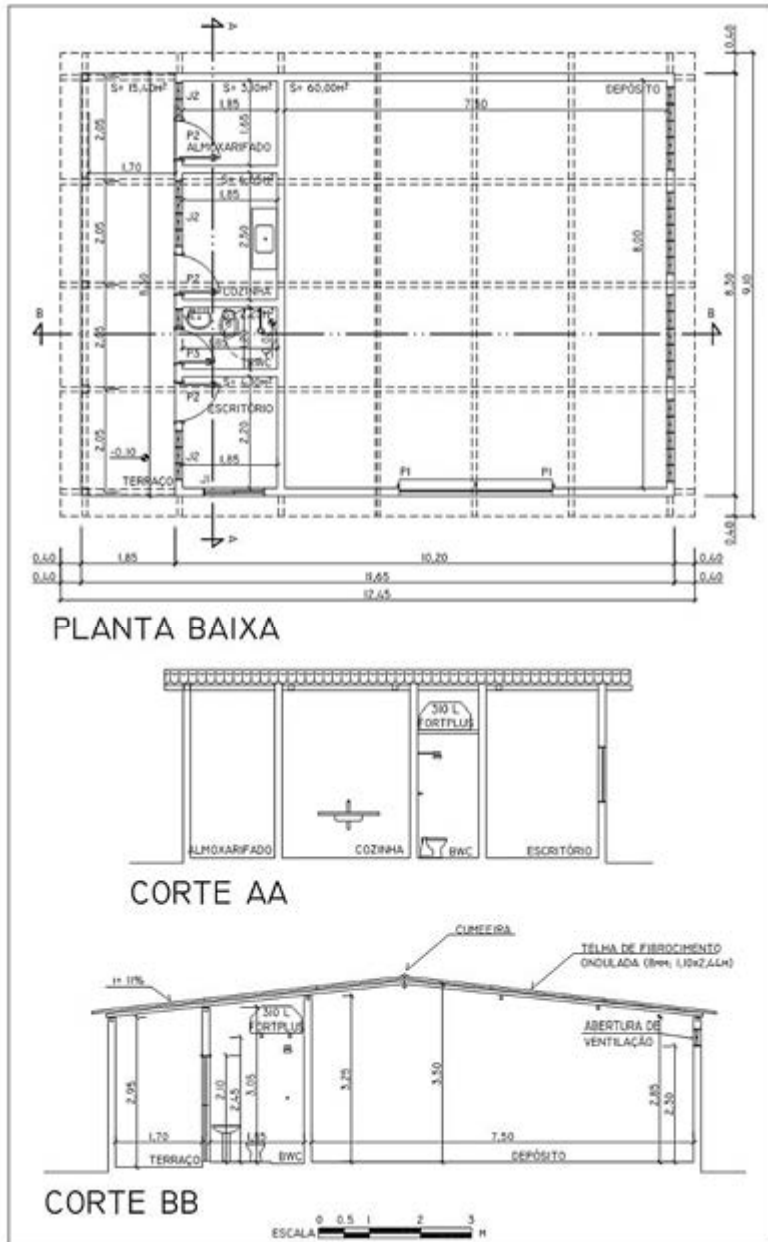 A
0,40
S= 15,40m² S= 3,10m² S= 60,00m² DEPÓSITO
J2 1,85 7,50
2,05 1,65
P2
ALMOXARIFADO
1,70
1,85
J2
2,05 8,30 2,50 8,00 8,30 9,10
P2
COZINHA
B B
P3 BWC
2,05
P2
ESCRITÓRIO
2,05 2,20
-0,10 J2 1,85 P1 P1
TERRAÇO J1
A
0,40
0,40 1,85 10,20 0,40
0,40 11,65 0,40
12,45
PLANTA BAIXA
310 L
FORTPLUS
ALMOXARIFADO COZINHA BWC ESCRITÓRIO
CORTE AA
CUMEEIRA
TELHA DE FIBROCIMENTO
ONDULADA (8mm; 1,10x2,44m)
i= 11%
310 L
FORTPLUS
ABERTURA DE
VENTILAÇÃO
2,95 2,10 2,45 3,05 3,25 3,50 2,85 2,30
1,70 1,85 7,50
TERRAÇO BWC DEPÓSITO
CORTE BB
ESCALA 0 0.5 1 2 3 M